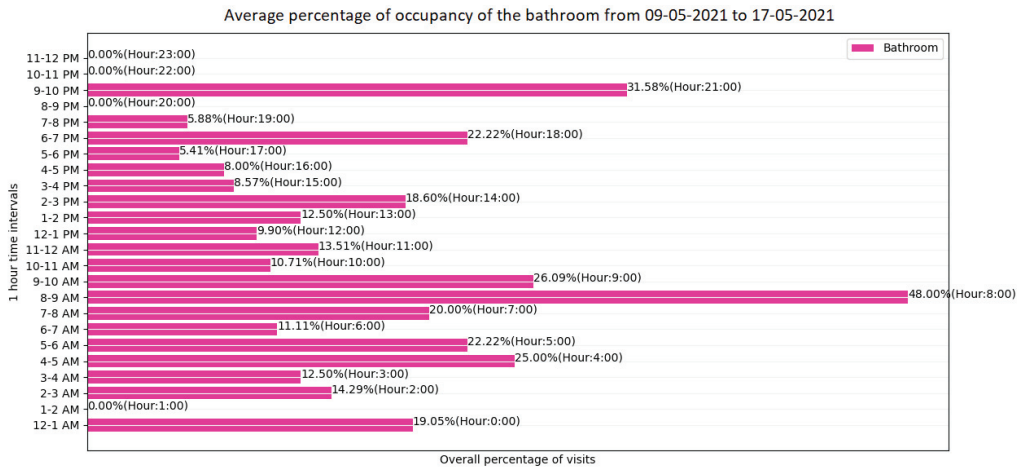 Average percentage of occupancy of the bathroom from 09-05-2021 to 17-05-2021
Bathroom
11-12 PM 0.00%(Hour:23:00)
10-11 PM 0.00%(Hour:22:00)
9-10 PM 31.58%(Hour:21:00)
8-9 PM 0.00%(Hour:20:00)
7-8 PM 5.88%(Hour:19:00)
6-7 PM 22.22%(Hour:18:00)
5-6 PM 5.41%(Hour:17:00)
4-5 PM 8.00%(Hour:16:00)
3-4 PM 8.57%(Hour:15:00)
2-3 PM 18.60%(Hour:14:00)
1-2 PM 12.50%(Hour:13:00)
12-1 PM 9.90%(Hour:12:00)
11-12 AM 13.51%(Hour:11:00)
10-11 AM 10.71%(Hour:10:00)
9-10 AM 26.09%(Hour:9:00)
8-9 AM 48.00%(Hour:8:00)
7-8 AM 20.00%(Hour:7:00)
6-7 AM 11.11%(Hour:6:00)
5-6 AM 22.22%(Hour:5:00)
4-5 AM 25.00%(Hour:4:00)
3-4 AM 12.50%(Hour:3:00)
2-3 AM 14.29%(Hour:2:00)
1-2 AM 0.00%(Hour:1:00)
12-1 AM 19.05%(Hour:0:00)
1 hour time intervals
Overall percentage of visits